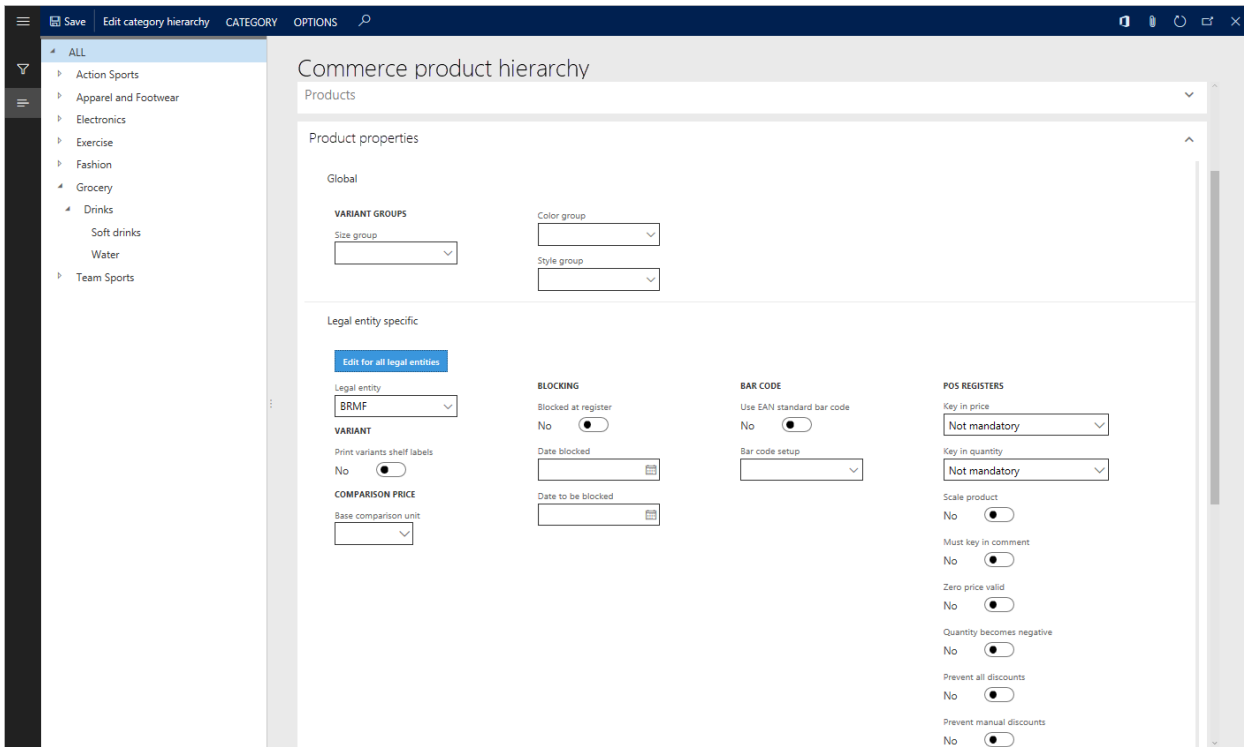 Save
Edit category hierarchy
CATEGORY
OPTIONS
ALL
Action Sports
Apparel and Footwear
Electronics
Exercise
Fashion
Grocery
Drinks
Soft drinks
Water
Team Sports
Commerce product hierarchy
Products
Product properties
Global
VARIANT GROUPS
Size group
Color group
Style group
Legal entity specific
Edit for all legal entities
Legal entity
BRMF
VARIANT
Print variants shelf labels
No
COMPARISON PRICE
Base comparison unit
BLOCKING
Blocked at register
No
Date blocked
Date to be blocked
BAR CODE
Use EAN standard bar code
No
Bar code setup
POS REGISTERS
Key in price
Not mandatory
Key in quantity
Not mandatory
Scale product
No
Must key in comment
No
Zero price valid
No
Quantity becomes negative
No
Prevent all discounts
No
Prevent manual discounts
No